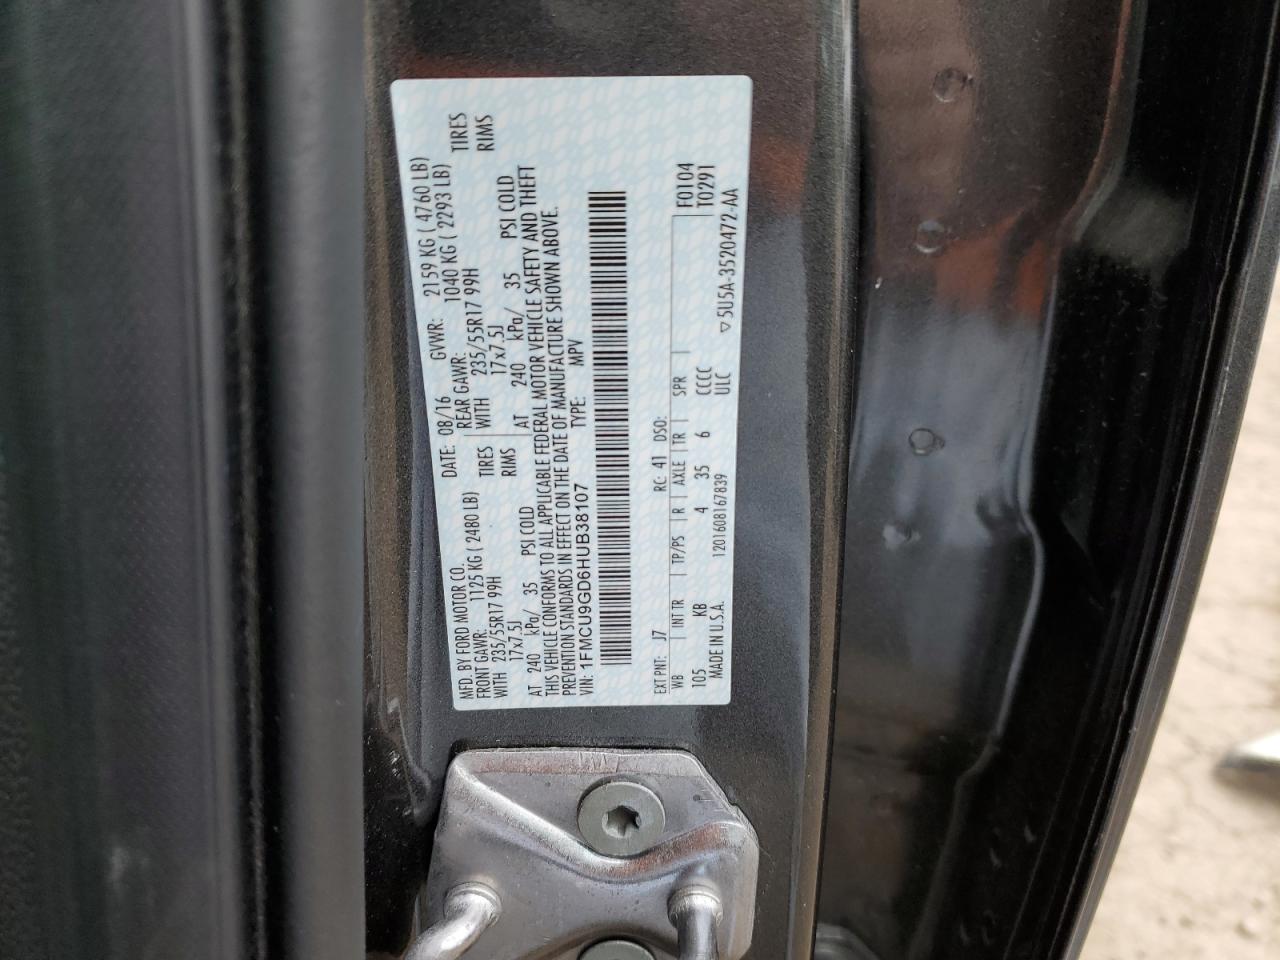 MFD. BY FORD MOTOR CO.
DATE: 08/16 GVWR: 2159 KG ( 4760 LB)
FRONT GAWR: 1125 KG ( 2480 LB)
REAR GAWR: 1040 KG ( 2293 LB)
WITH 235/55R17 99H TIRES
WITH 235/55R17 99H TIRES
17x7.5J RIMS
17x7.5J RIMS
AT 240 kPa/ 35 PSI COLD
AT 240 kPa/ 35 PSI COLD
THIS VEHICLE CONFORMS TO ALL APPLICABLE FEDERAL MOTOR VEHICLE SAFETY AND THEFT
PREVENTION STANDARDS IN EFFECT ON THE DATE OF MANUFACTURE SHOWN ABOVE.
VIN: 1FMCU9GD6HUB38107 TYPE: MPV
EXT PNT: J7 RC: 41 DSO: F0104
WB INT TR TP/PS R AXLE TR SPR T0291
105 KB 4 35 6 CCCC
MADE IN U.S.A. 1201608167839 ULC
▽5U5A-3520472-AA